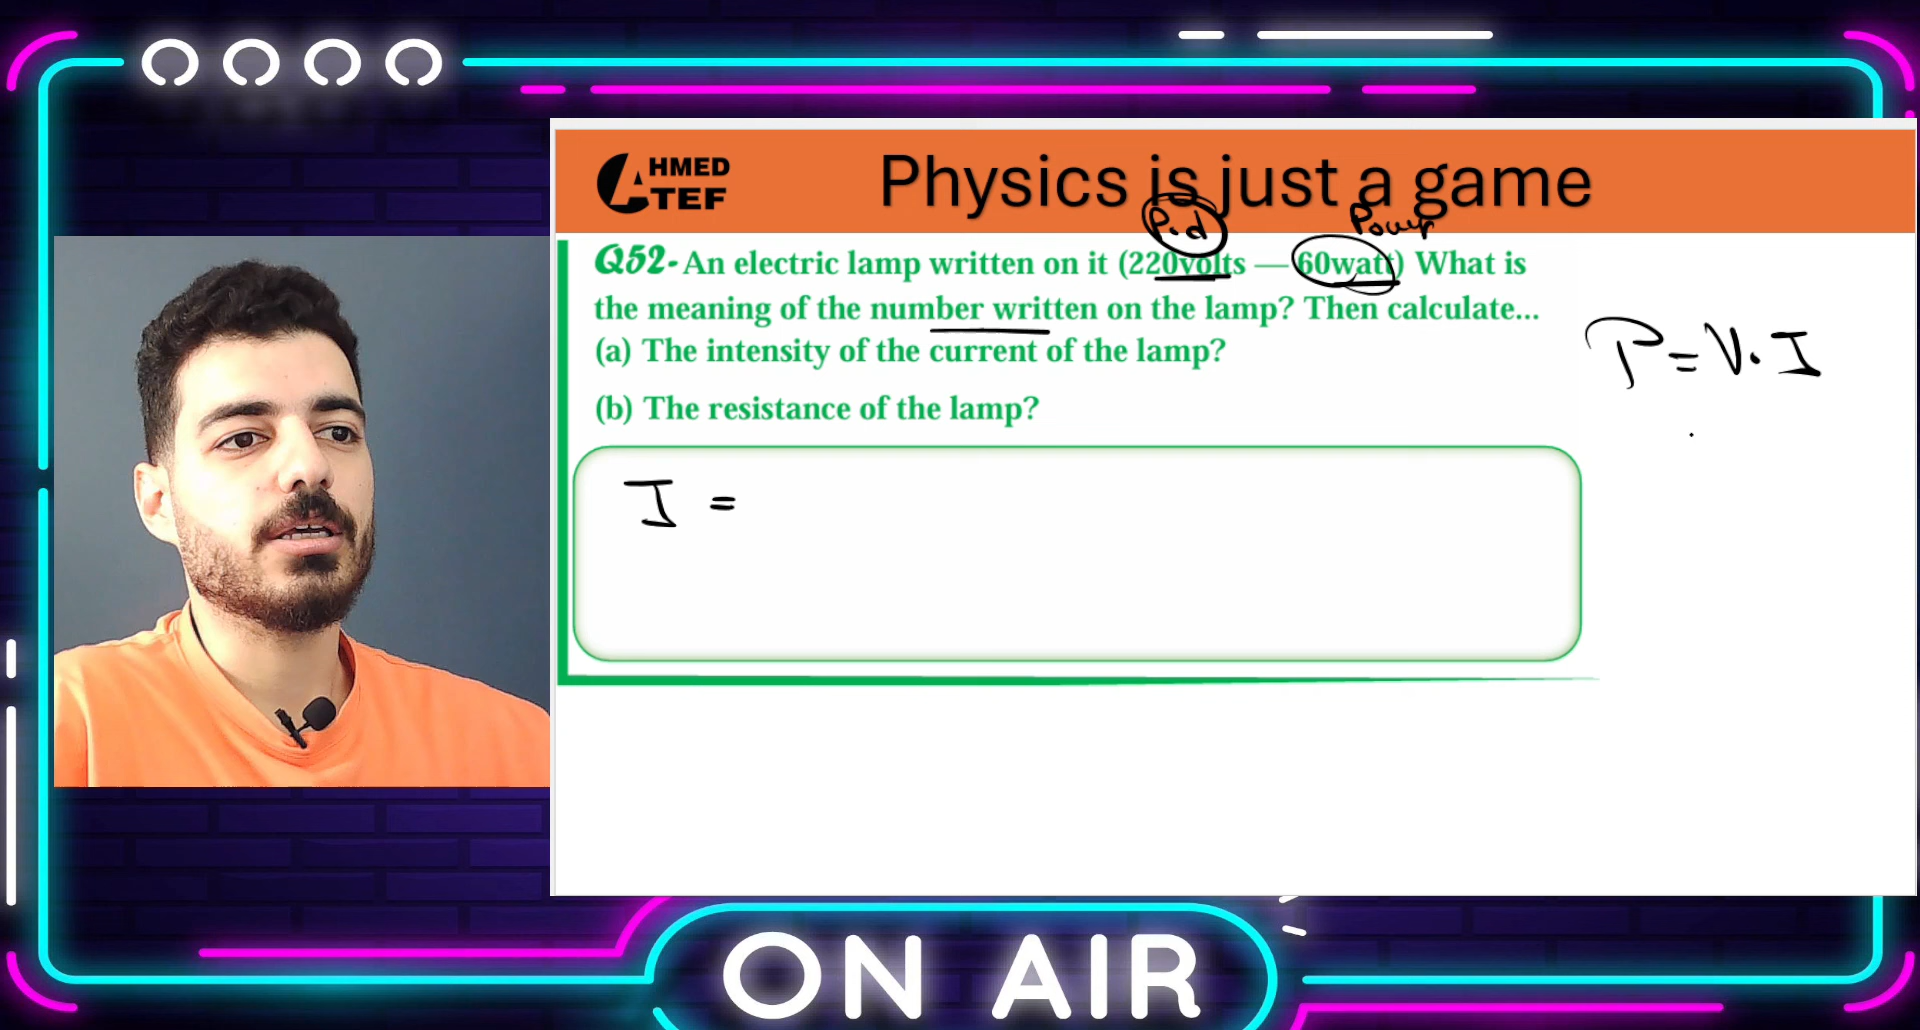 AHMED
ATEF
Physics is just a game
P.d
Power
Q52- An electric lamp written on it (220volts — 60watt) What is
the meaning of the number written on the lamp? Then calculate...
(a) The intensity of the current of the lamp?
P = V . I
(b) The resistance of the lamp?
I =
ON AIR